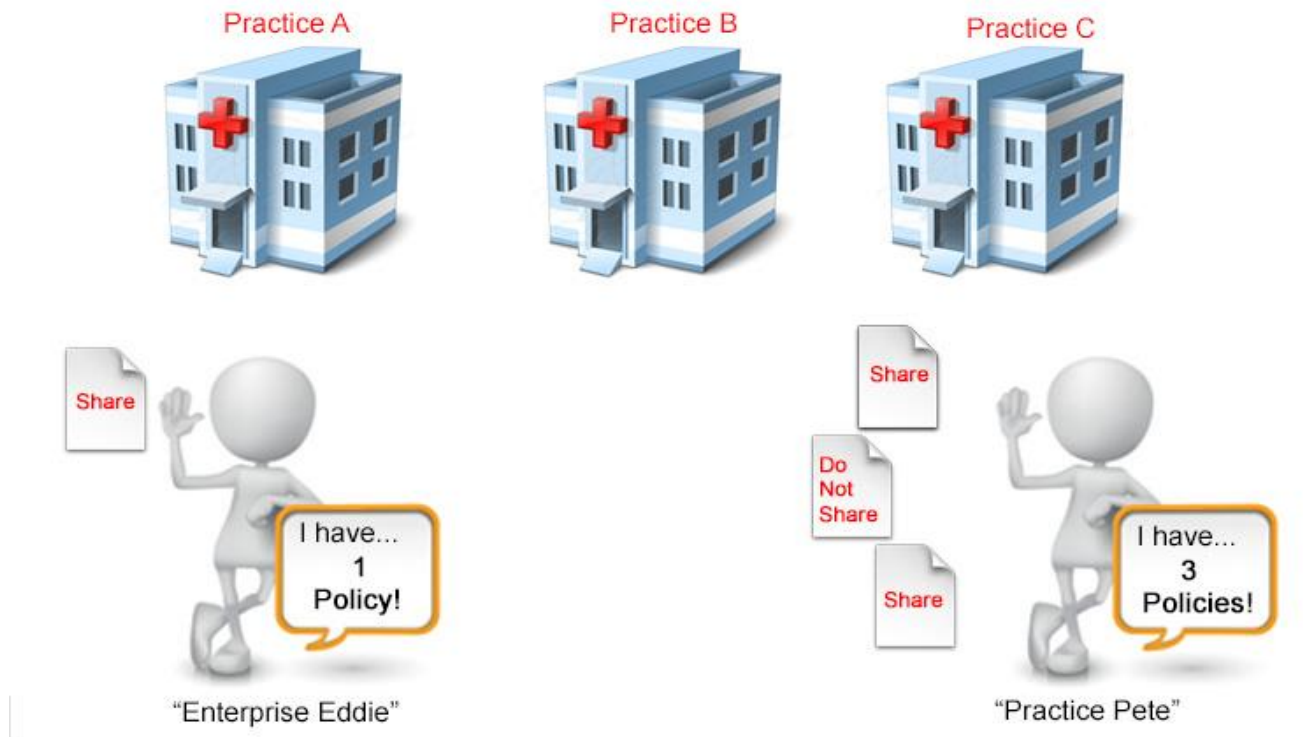 Practice A
Practice B
Practice C
Share
I have...
1
Policy!
“Enterprise Eddie”
Share
Do
Not
Share
Share
I have...
3
Policies!
“Practice Pete”